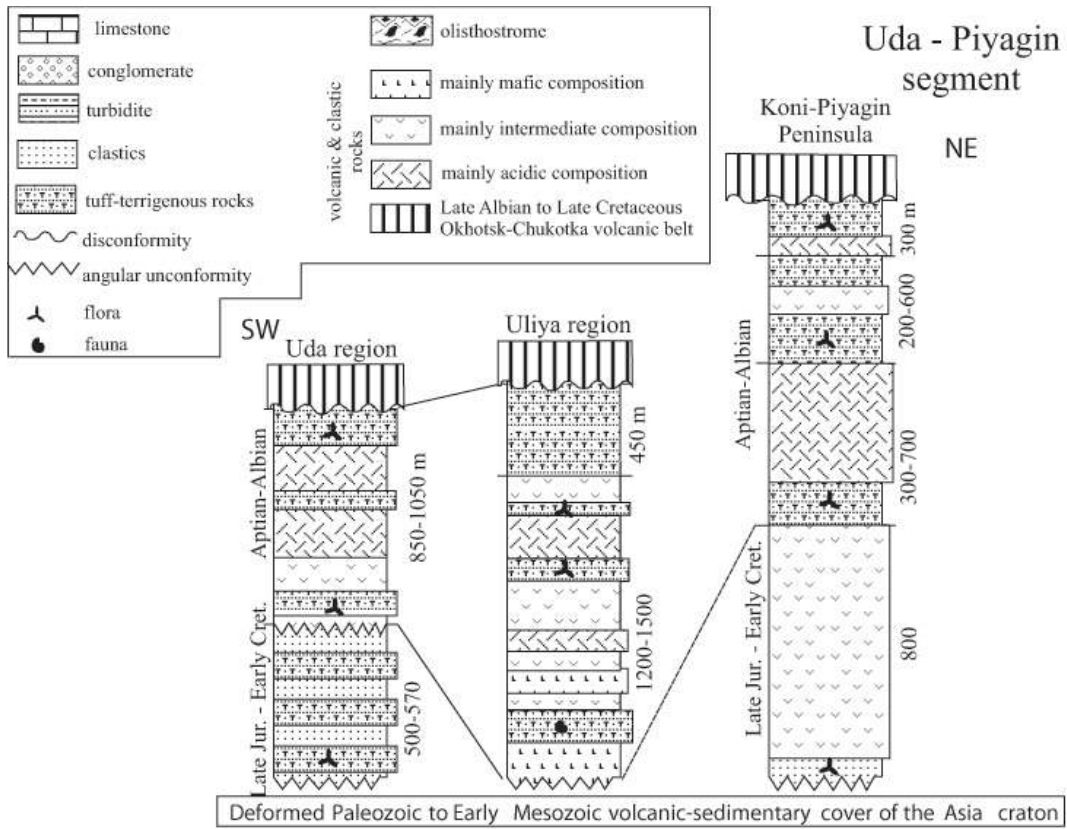 limestone
conglomerate
turbidite
clastics
tuff-terrigenous rocks
disconformity
angular unconformity
flora
fauna
olisthostrome
volcanic & clastic
rocks
mainly mafic composition
mainly intermediate composition
mainly acidic composition
Late Albian to Late Cretaceous
Okhotsk-Chukotka volcanic belt
Uda - Piyagin
segment
Koni-Piyagin
Peninsula
NE
SW
Uda region
Uliya region
Aptian-Albian
850-1050 m
Late Jur. - Early Cret.
500-570
450 m
1200-1500
Aptian-Albian
300 m
200-600
300-700
Late Jur. - Early Cret.
800
Deformed Paleozoic to Early Mesozoic volcanic-sedimentary cover of the Asia craton